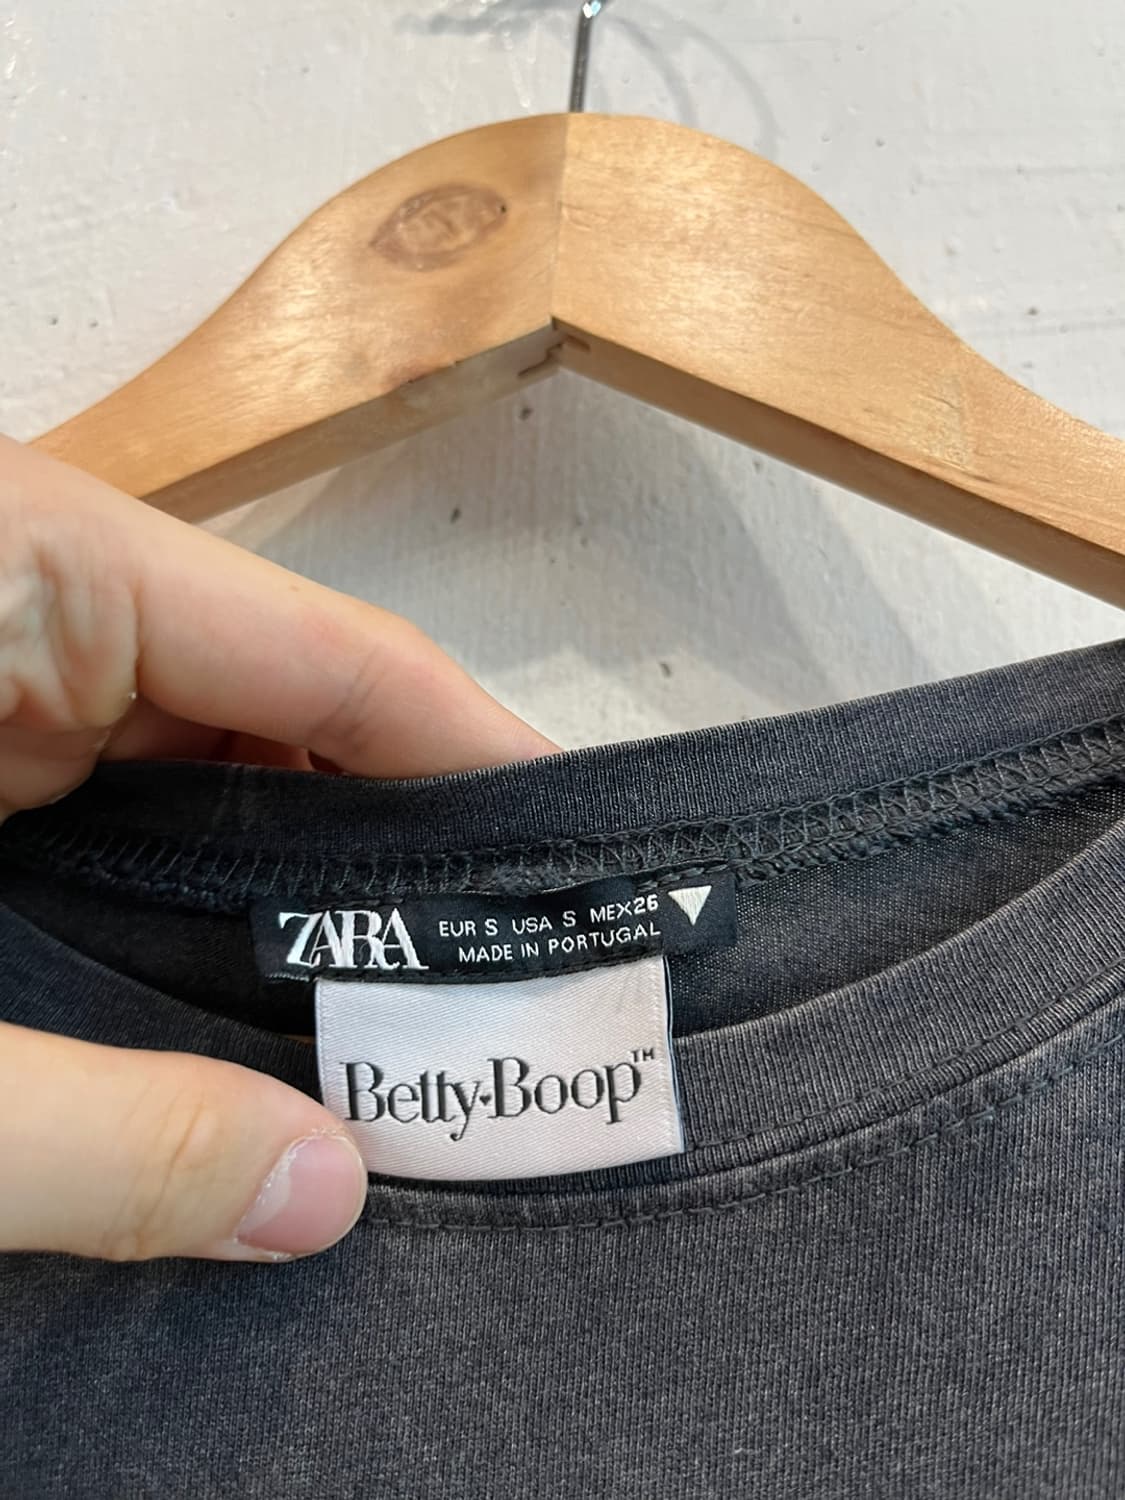 ZARA
EUR S USA S MEX26
MADE IN PORTUGAL
Betty Boop™